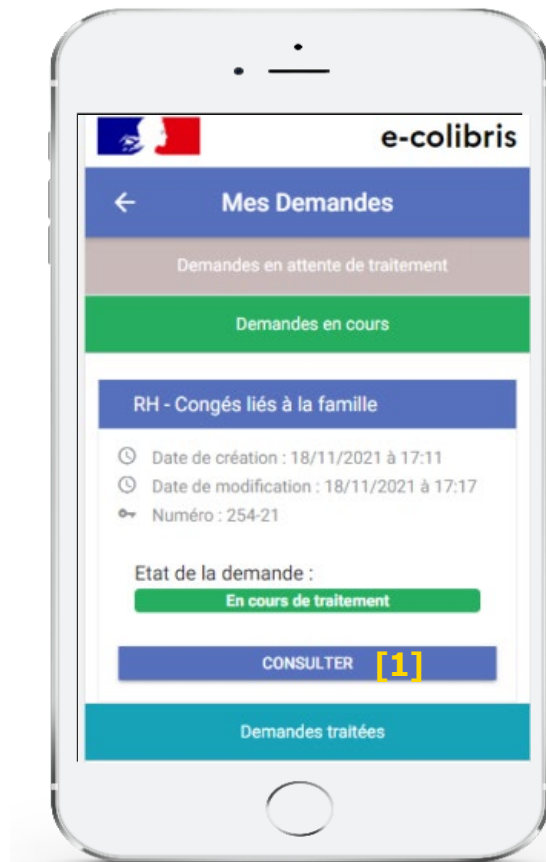 e-colibris
Mes Demandes
Demandes en attente de traitement
Demandes en cours
RH - Congés liés à la famille
Date de création : 18/11/2021 à 17:11
Date de modification : 18/11/2021 à 17:17
Numéro : 254-21
Etat de la demande :
En cours de traitement
CONSULTER [1]
Demandes traitées